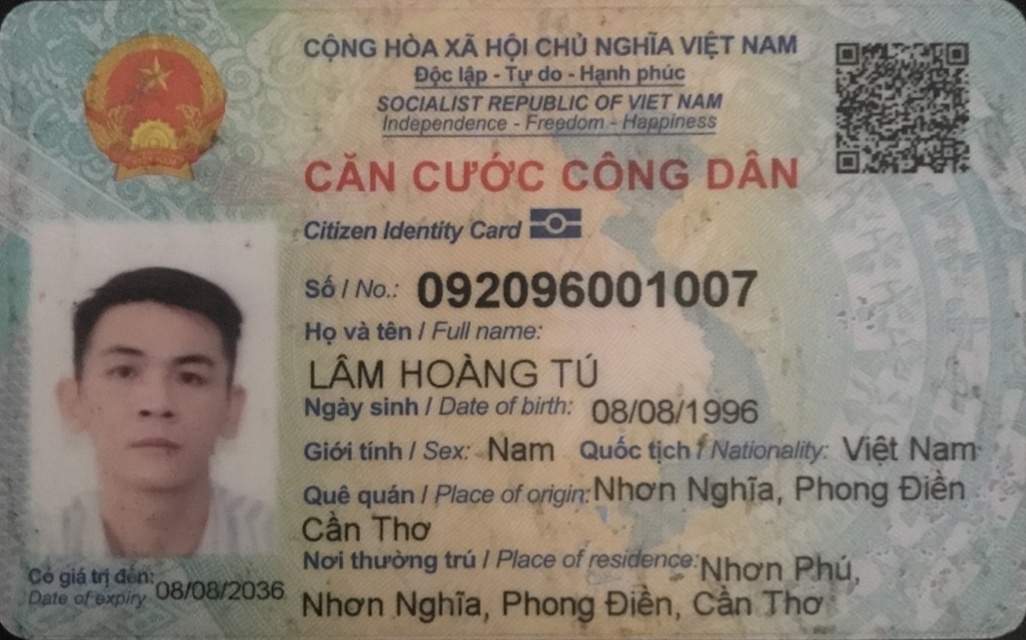 CỘNG HÒA XÃ HỘI CHỦ NGHĨA VIỆT NAM
Độc lập - Tự do - Hạnh phúc
SOCIALIST REPUBLIC OF VIET NAM
Independence - Freedom - Happiness
CĂN CƯỚC CÔNG DÂN
Citizen Identity Card
Số / No.: 092096001007
Họ và tên / Full name:
LÂM HOÀNG TÚ
Ngày sinh / Date of birth: 08/08/1996
Giới tính / Sex: Nam Quốc tịch / Nationality: Việt Nam
Quê quán / Place of origin: Nhơn Nghĩa, Phong Điền
Cần Thơ
Nơi thường trú / Place of residence: Nhơn Phú,
Nhơn Nghĩa, Phong Điền, Cần Thơ
Có giá trị đến: 08/08/2036
Date of expiry